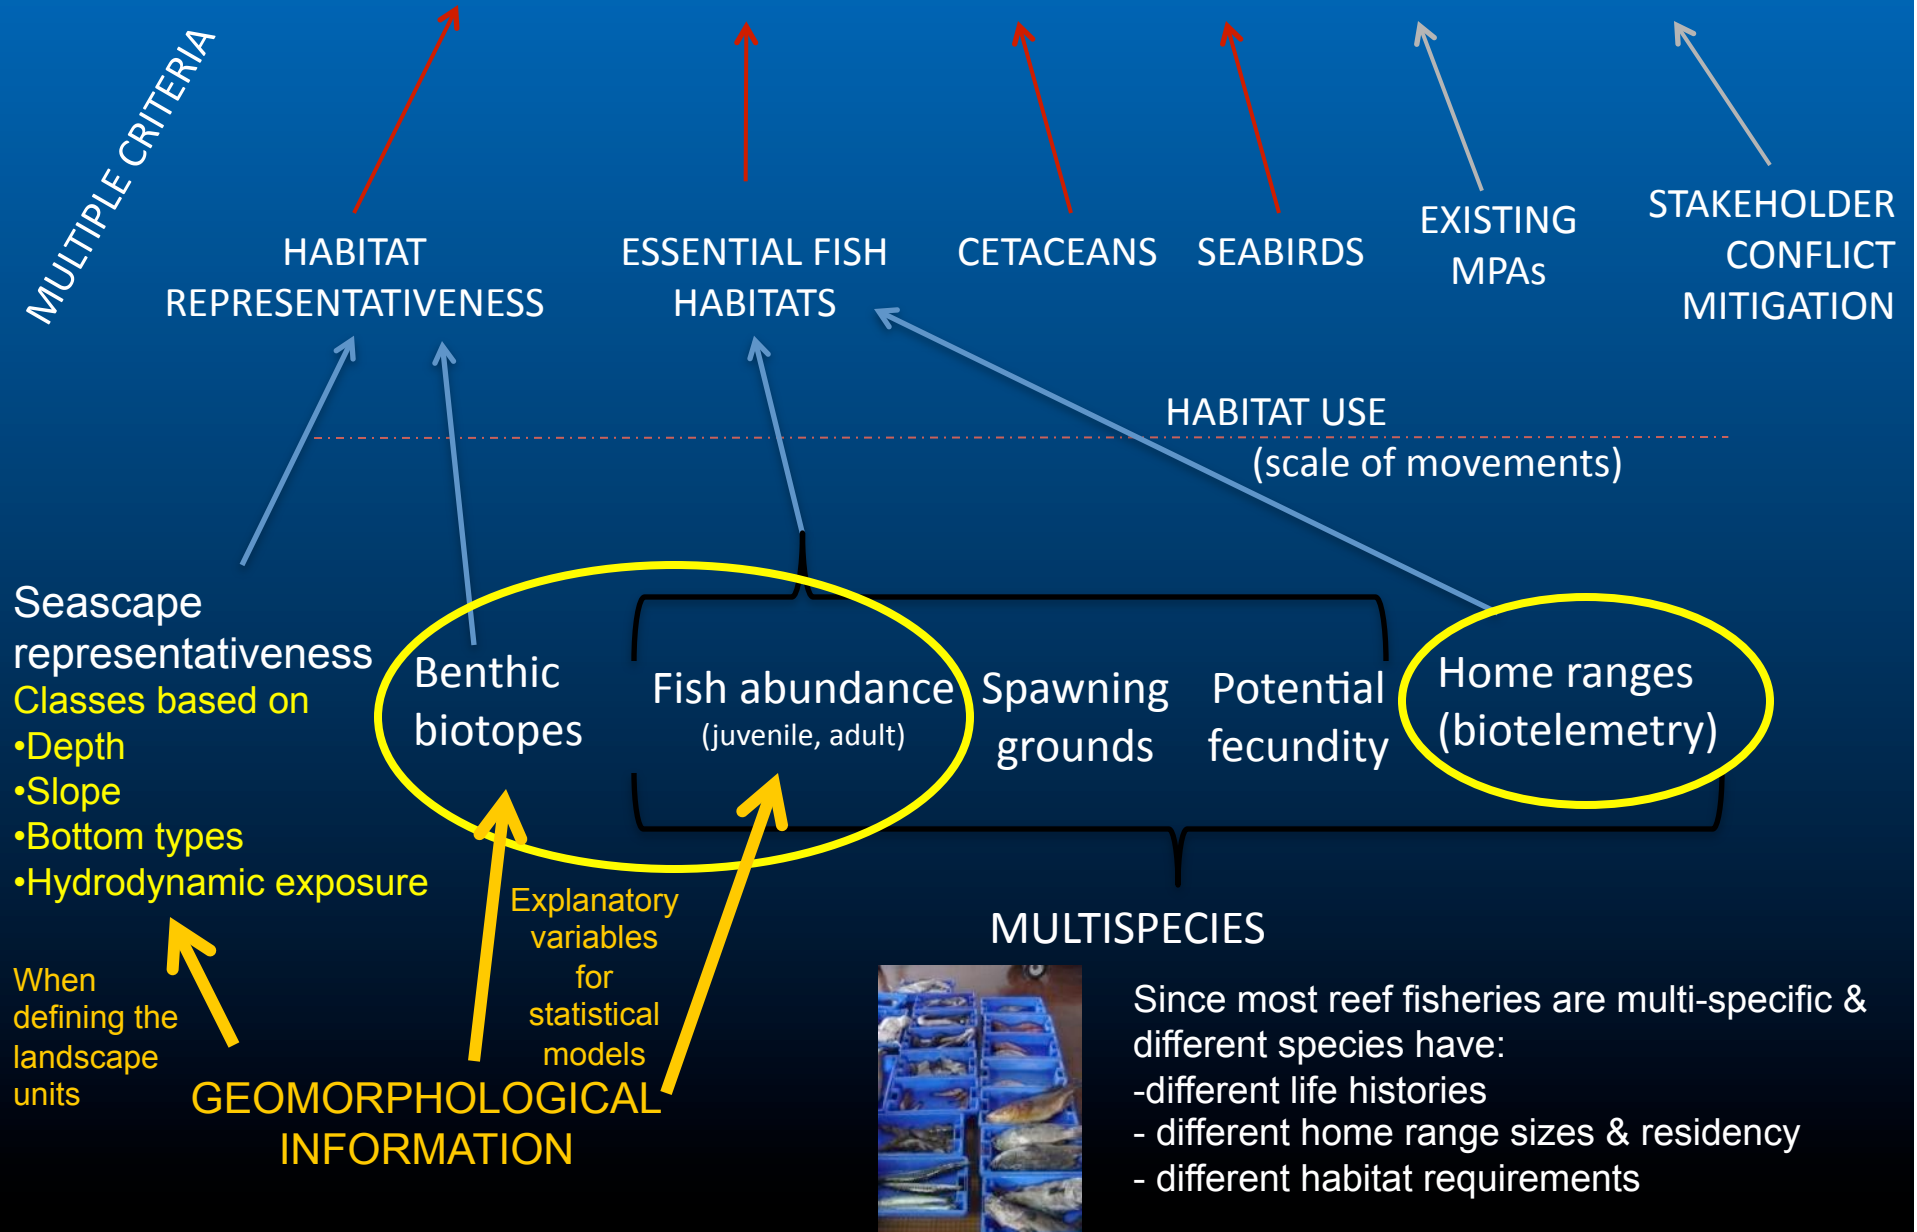 MULTIPLE CRITERIA
HABITAT
REPRESENTATIVENESS
ESSENTIAL FISH
HABITATS
CETACEANS
SEABIRDS
EXISTING
MPAs
STAKEHOLDER
CONFLICT
MITIGATION
HABITAT USE
(scale of movements)
Seascape
representativeness
Classes based on
•Depth
•Slope
•Bottom types
•Hydrodynamic exposure
Benthic
biotopes
Fish abundance
(juvenile, adult)
Spawning
grounds
Potential
fecundity
Home ranges
(biotelemetry)
When
defining the
landscape
units
Explanatory
variables
for
statistical
models
GEOMORPHOLOGICAL
INFORMATION
MULTISPECIES
Since most reef fisheries are multi-specific &
different species have:
-different life histories
- different home range sizes & residency
- different habitat requirements